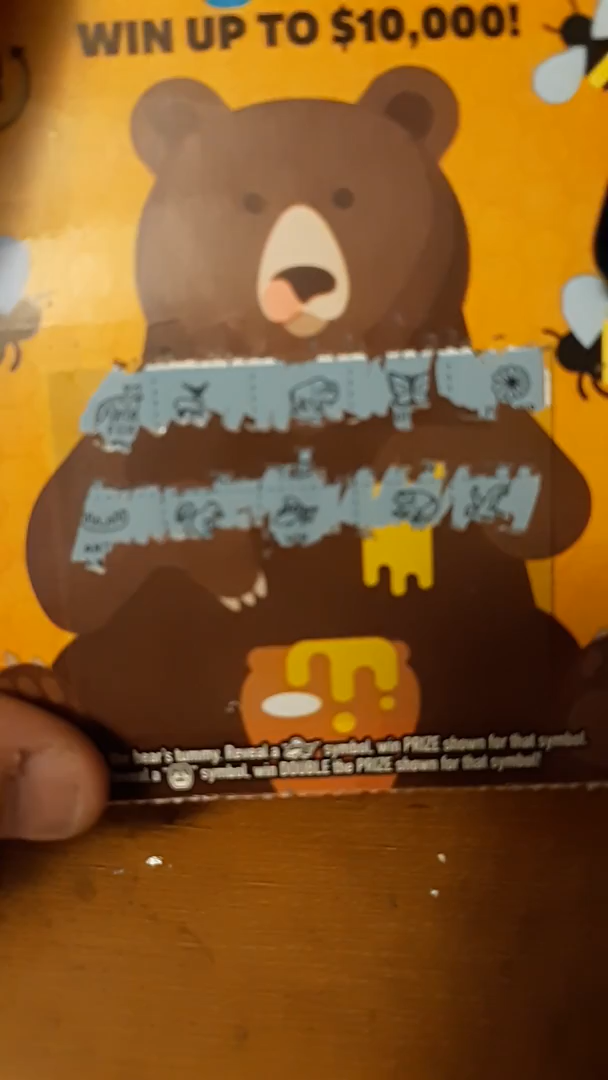 WIN UP TO $10,000!
bear's tummy. Reveal a symbol, win PRIZE shown for that symbol.
a symbol, win DOUBLE the PRIZE shown for that symbol!